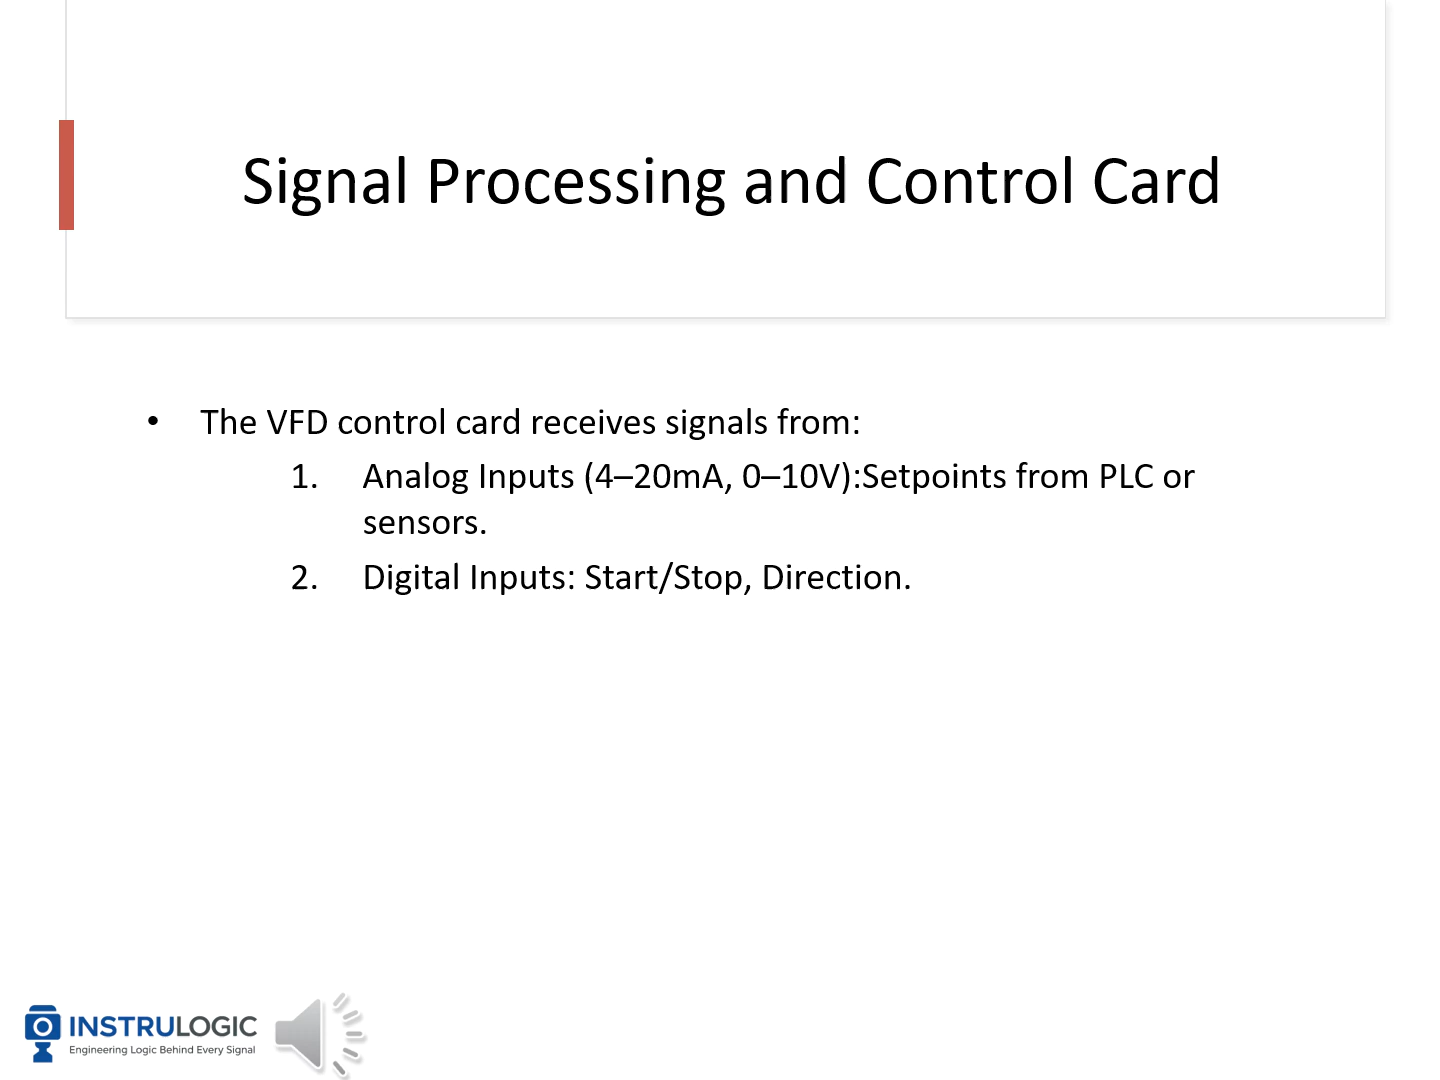 Signal Processing and Control Card
• The VFD control card receives signals from:
1. Analog Inputs (4–20mA, 0–10V):Setpoints from PLC or
sensors.
2. Digital Inputs: Start/Stop, Direction.
INSTRULOGIC
Engineering Logic Behind Every Signal